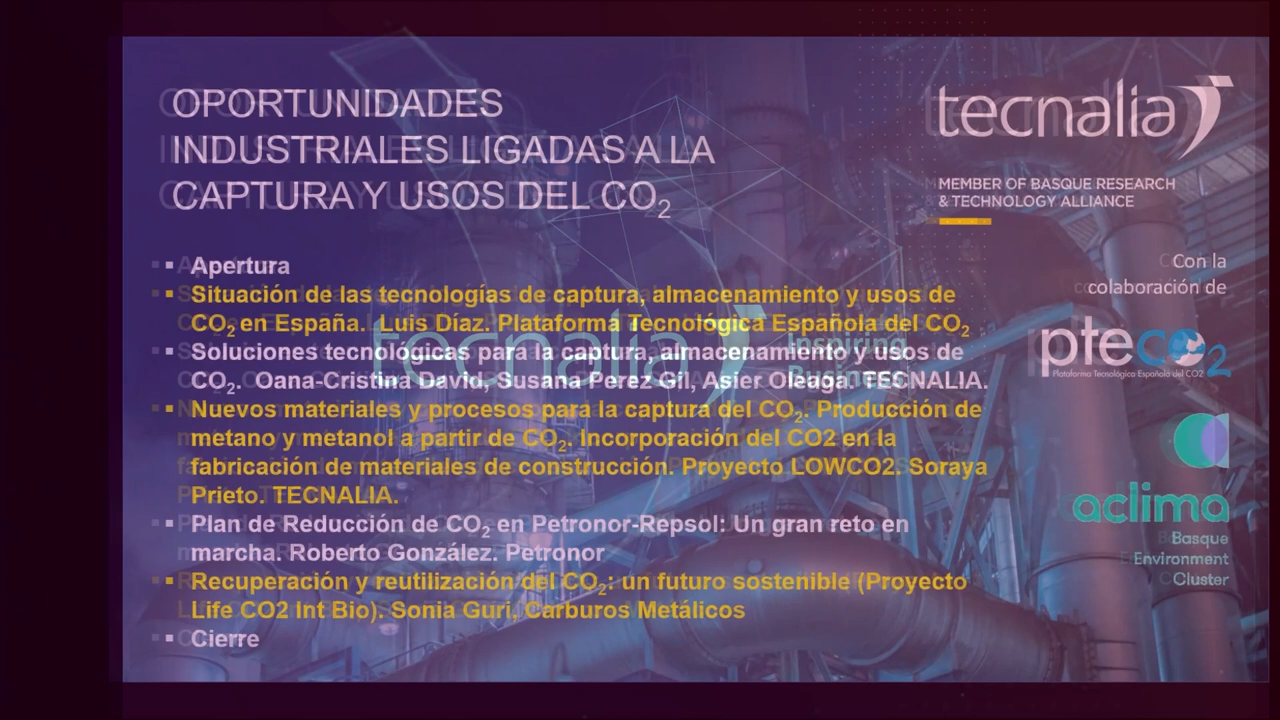 OPORTUNIDADES
INDUSTRIALES LIGADAS A LA
CAPTURA Y USOS DEL CO2
▪ Apertura
▪ Situación de las tecnologías de captura, almacenamiento y usos de
CO2 en España. Luis Díaz. Plataforma Tecnológica Española del CO2
▪ Soluciones tecnológicas para la captura, almacenamiento y usos de
CO2. Oana-Cristina David, Susana Perez Gil, Asier Oleaga. TECNALIA.
▪ Nuevos materiales y procesos para la captura del CO2. Producción de
metano y metanol a partir de CO2. Incorporación del CO2 en la
fabricación de materiales de construcción. Proyecto LOWCO2. Soraya
Prieto. TECNALIA.
▪ Plan de Reducción de CO2 en Petronor-Repsol: Un gran reto en
marcha. Roberto González. Petronor
▪ Recuperación y reutilización del CO2: un futuro sostenible (Proyecto
Life CO2 Int Bio). Sonia Guri, Carburos Metálicos
▪ Cierre
tecnalia
MEMBER OF BASQUE RESEARCH
& TECHNOLOGY ALLIANCE
Con la
colaboración de
pteco2
Plataforma Tecnológica Española del CO2
aclima
Basque
Environment
Cluster
tecnalia
Inspiring
Business